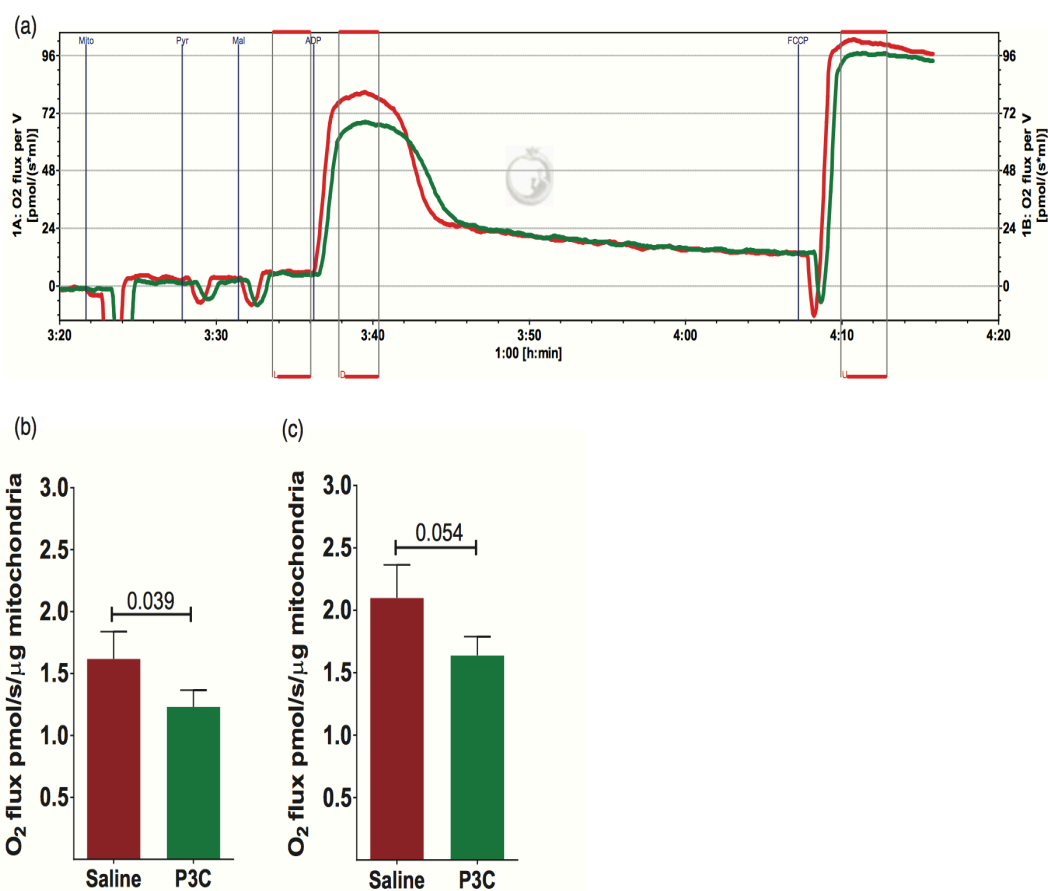 (a)
Mito Pyr Mal ADP FCCP
96 96
72 72
48 48
24 24
0 0
1A: O2 flux per V
[pmol/(s*ml)]
1B: O2 flux per V
[pmol/(s*ml)]
3:20 3:30 3:40 3:50 4:00 4:10 4:20
1:00 [h:min]
L D U
(b)
O2 flux pmol/s/μg mitochondria
3.0
2.5
2.0
1.5
1.0
0.5
0.039
Saline P3C
(c)
O2 flux pmol/s/μg mitochondria
3.0
2.5
2.0
1.5
1.0
0.5
0.054
Saline P3C